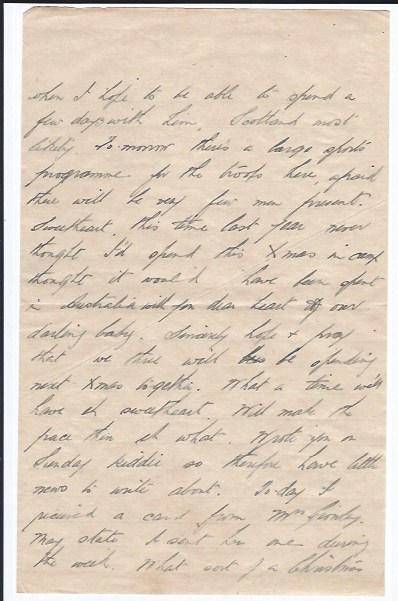 when I hope to be able to spend a
few days with Lem, Scotland most
likely. To-morrow there's a large sports
programme for the troops here, afraid
there will be very few men present.
Sweetheart, this time last year never
thought I'd spend this Xmas in camp
thought it would have been spent
in Australia with you dear heart & our
darling baby. Sincerely hope & pray
that we three will be spending
next Xmas together. What a time we'll
have eh sweetheart. Will make the
pace then eh what. Wrote you on
Sunday kiddie so therefore have little
news to write about. To-day I
received a card from Mrs
May state I sent her one during
the week. What sort of a Christmas